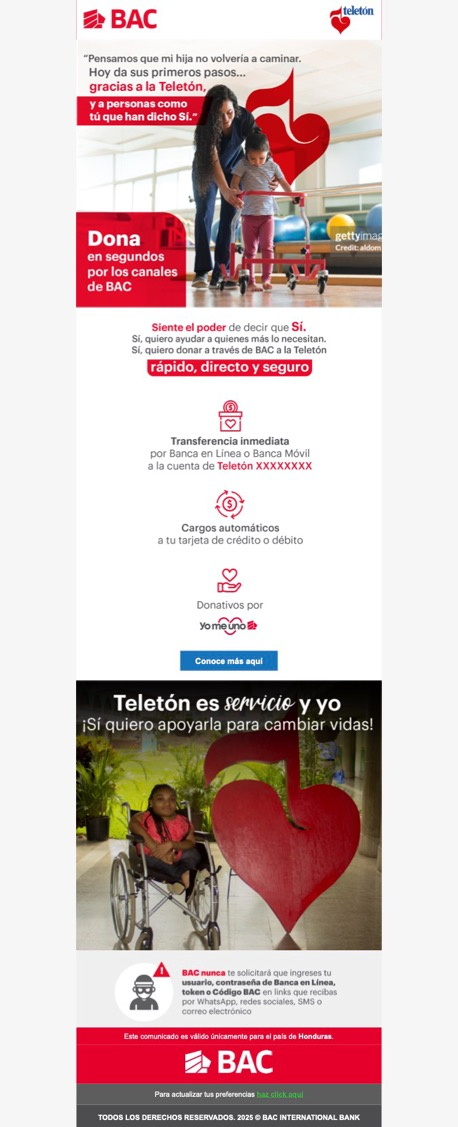 BAC
teletón
“Pensamos que mi hija no volvería a caminar.
Hoy da sus primeros pasos...
gracias a la Teletón,
y a personas como
tú que han dicho Sí.”
gettyimag
Credit: aldom
Dona
en segundos
por los canales
de BAC
Siente el poder de decir que Sí.
Sí, quiero ayudar a quienes más lo necesitan.
Sí, quiero donar a través de BAC a la Teletón
rápido, directo y seguro
Transferencia inmediata
por Banca en Línea o Banca Móvil
a la cuenta de Teletón XXXXXXXX
Cargos automáticos
a tu tarjeta de crédito o débito
Donativos por
Yo me uno
Conoce más aquí
Teletón es servicio y yo
¡Sí quiero apoyarla para cambiar vidas!
BAC nunca te solicitará que ingreses tu
usuario, contraseña de Banca en Línea,
token o Código BAC en links que recibas
por WhatsApp, redes sociales, SMS o
correo electrónico
Este comunicado es válido únicamente para el país de Honduras.
BAC
Para actualizar tus preferencias haz click aquí
TODOS LOS DERECHOS RESERVADOS. 2025 © BAC INTERNATIONAL BANK